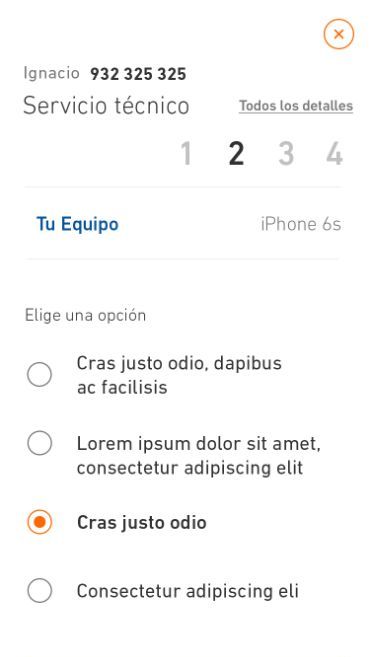 Ignacio 932 325 325
Servicio técnico Todos los detalles
1 2 3 4
Tu Equipo iPhone 6s
Elige una opción
Cras justo odio, dapibus
ac facilisis
Lorem ipsum dolor sit amet,
consectetur adipiscing elit
Cras justo odio
Consectetur adipiscing eli